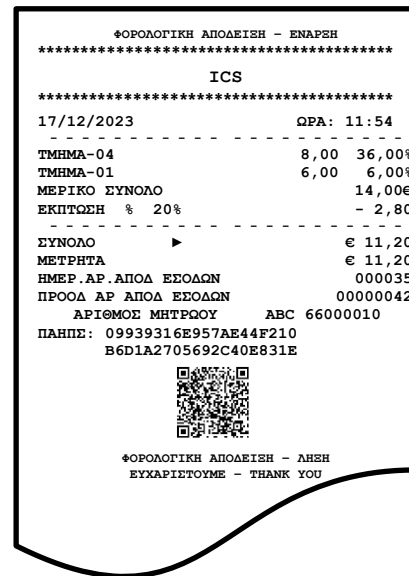 ΦΟΡΟΛΟΓΙΚΗ ΑΠΟΔΕΙΞΗ – ΕΝΑΡΞΗ
******************************************
ICS
******************************************
17/12/2023 ΩΡΑ: 11:54
- - - - - - - - - - - - - - - - - - - - - -
ΤΜΗΜΑ-04 8,00 36,00%
ΤΜΗΜΑ-01 6,00 6,00%
ΜΕΡΙΚΟ ΣΥΝΟΛΟ 14,00€
ΕΚΠΤΩΣΗ % 20% - 2,80
- - - - - - - - - - - - - - - - - - - - - -
ΣΥΝΟΛΟ ► € 11,20
ΜΕΤΡΗΤΑ € 11,20
ΗΜΕΡ.ΑΡ.ΑΠΟΔ ΕΣΟΔΩΝ 000035
ΠΡΟΟΔ ΑΡ ΑΠΟΔ ΕΣΟΔΩΝ 00000042
ΑΡΙΘΜΟΣ ΜΗΤΡΩΟΥ ABC 66000010
ΠΑΗΠΣ: 09939316E957AE44F210
B6D1A2705692C40E831E
ΦΟΡΟΛΟΓΙΚΗ ΑΠΟΔΕΙΞΗ – ΛΗΞΗ
ΕΥΧΑΡΙΣΤΟΥΜΕ – THANK YOU